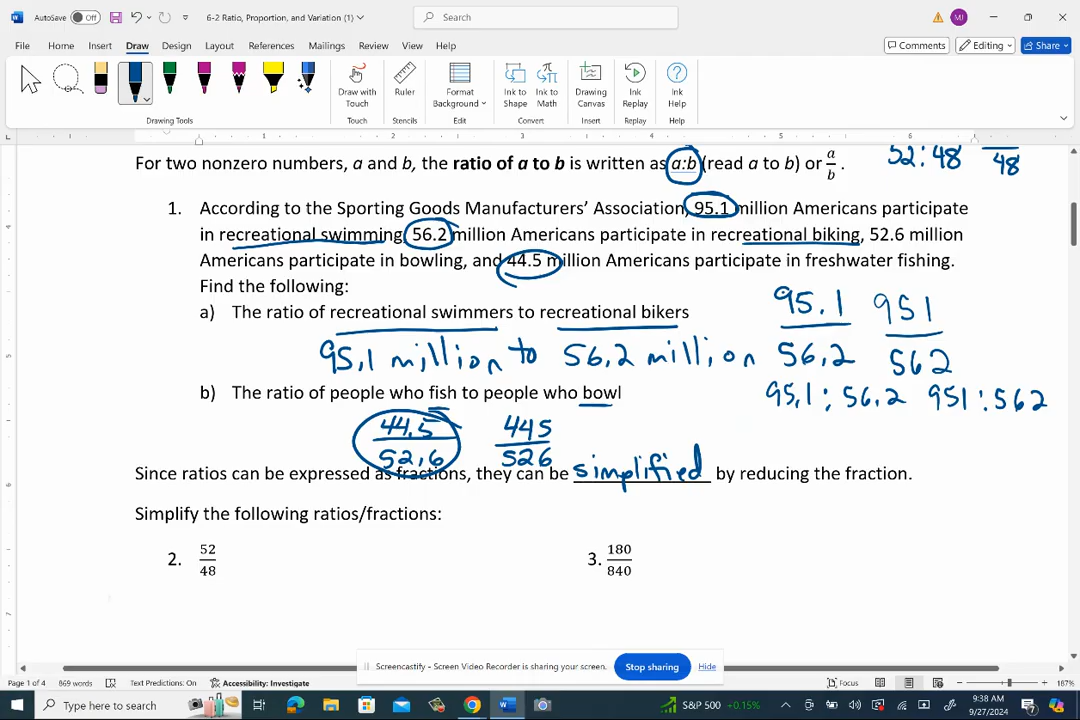 AutoSave Off 6-2 Ratio, Proportion, and Variation (1) Search MJ
File Home Insert Draw Design Layout References Mailings Review View Help Comments Editing Share
Draw with Touch Ruler Format Background Ink to Shape Ink to Math Drawing Canvas Ink Replay Ink Help
Drawing Tools Touch Stencils Edit Convert Insert Replay Help
1 2 3 4 5 6
For two nonzero numbers, a and b, the ratio of a to b is written as a:b (read a to b) or a/b. 52:48 48
1. According to the Sporting Goods Manufacturers’ Association, 95.1 million Americans participate
in recreational swimming, 56.2 million Americans participate in recreational biking, 52.6 million
Americans participate in bowling, and 44.5 million Americans participate in freshwater fishing.
Find the following:
a) The ratio of recreational swimmers to recreational bikers
95.1 951
95.1 million to 56.2 million 56.2 562
b) The ratio of people who fish to people who bowl 95.1:56.2 951:562
44.5 445
52.6 526
Since ratios can be expressed as fractions, they can be simplified by reducing the fraction.
Simplify the following ratios/fractions:
2. 52/48 3. 180/840
Screencastify - Screen Video Recorder is sharing your screen. Stop sharing Hide
Page 1 of 4 869 words Text Predictions: On Accessibility: Investigate Focus 187%
Type here to search S&P 500 +0.15% 9:38 AM
9/27/2024 7